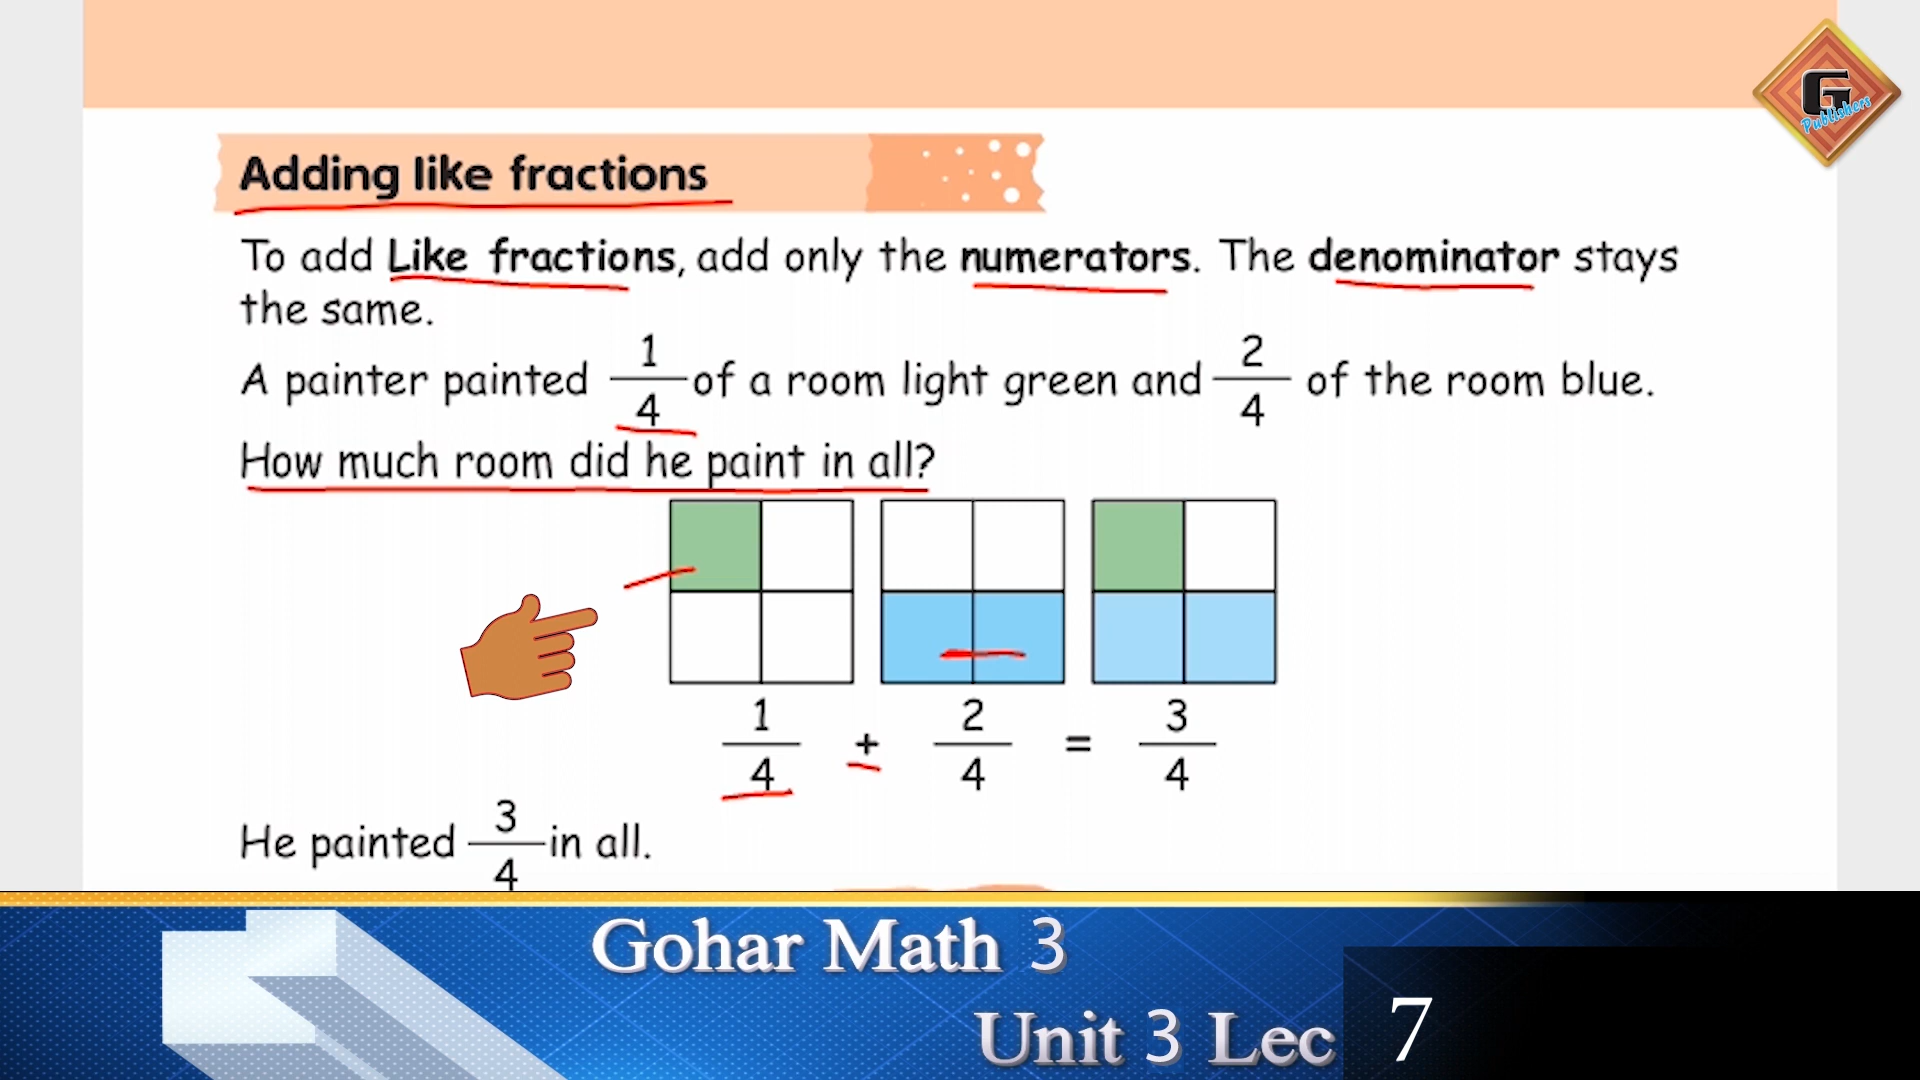 G
Publishers
Adding like fractions
To add Like fractions, add only the numerators. The denominator stays
the same.
A painter painted 1/4 of a room light green and 2/4 of the room blue.
How much room did he paint in all?
1/4 + 2/4 = 3/4
He painted 3/4 in all.
Gohar Math 3
Unit 3 Lec 7